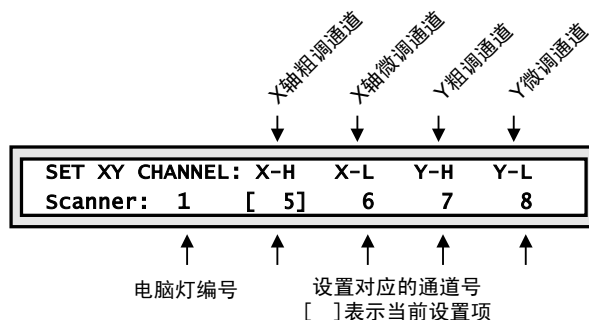 X轴粗调通道
X轴微调通道
Y粗调通道
Y微调通道
SET XY CHANNEL: X-H X-L Y-H Y-L
Scanner: 1 [ 5] 6 7 8
电脑灯编号
设置对应的通道号
[ ]表示当前设置项